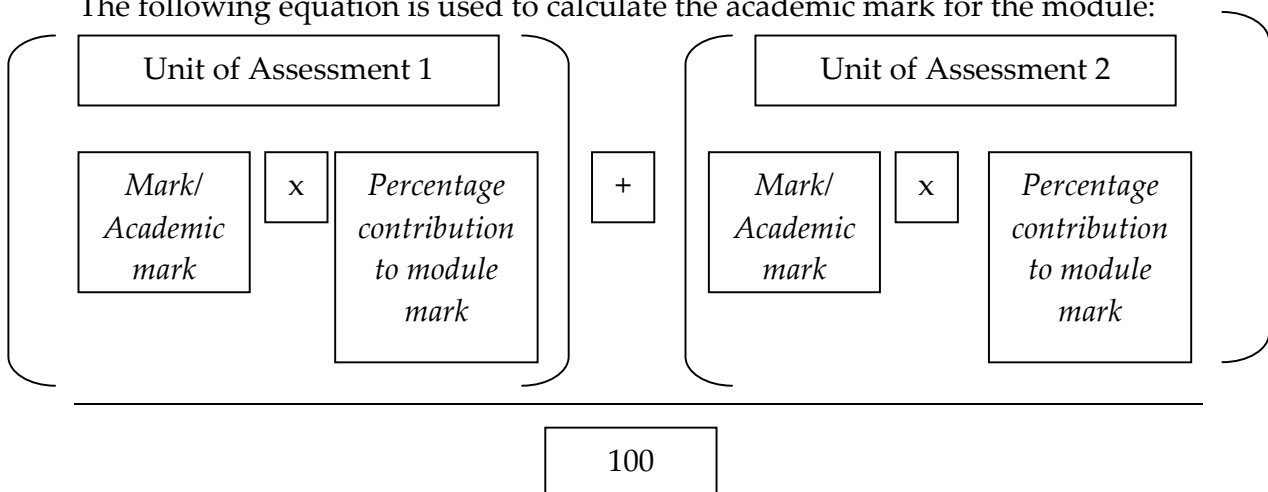 The following equation is used to calculate the academic mark for the module:
Unit of Assessment 1
Mark/
Academic
mark
x
Percentage
contribution
to module
mark
+
Unit of Assessment 2
Mark/
Academic
mark
x
Percentage
contribution
to module
mark
100